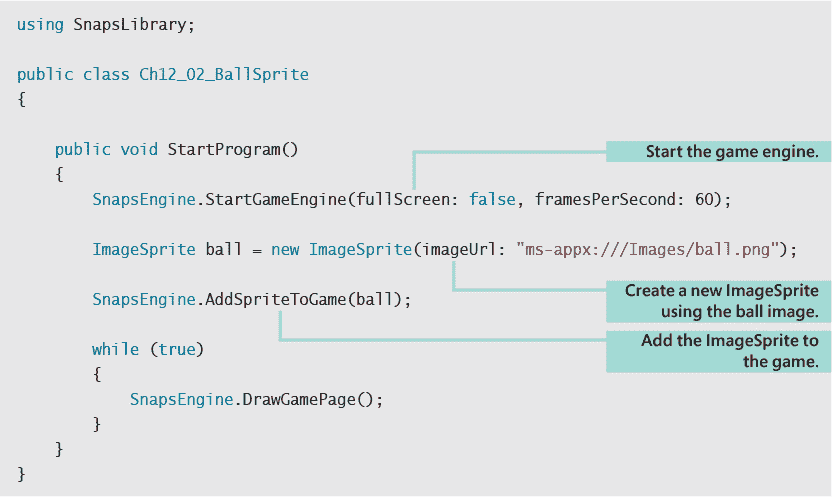 using SnapsLibrary;
public class Ch12_02_BallSprite
{
public void StartProgram()
Start the game engine.
{
SnapsEngine.StartGameEngine(fullScreen: false, framesPerSecond: 60);
ImageSprite ball = new ImageSprite(imageUrl: "ms-appx:///Images/ball.png");
SnapsEngine.AddSpriteToGame(ball);
Create a new ImageSprite
using the ball image.
Add the ImageSprite to
the game.
while (true)
{
SnapsEngine.DrawGamePage();
}
}
}